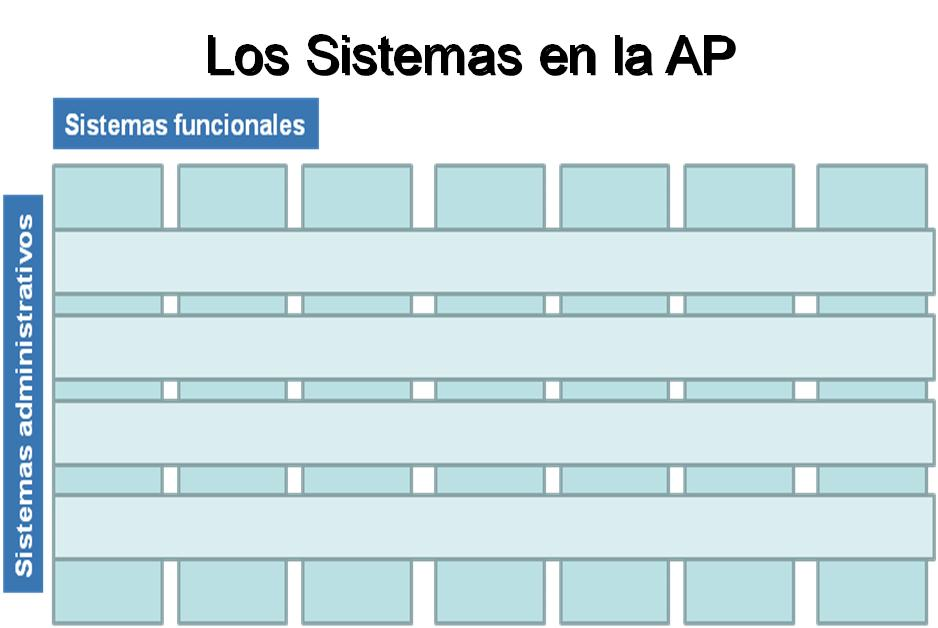 Los Sistemas en la AP
Sistemas funcionales
Sistemas administrativos